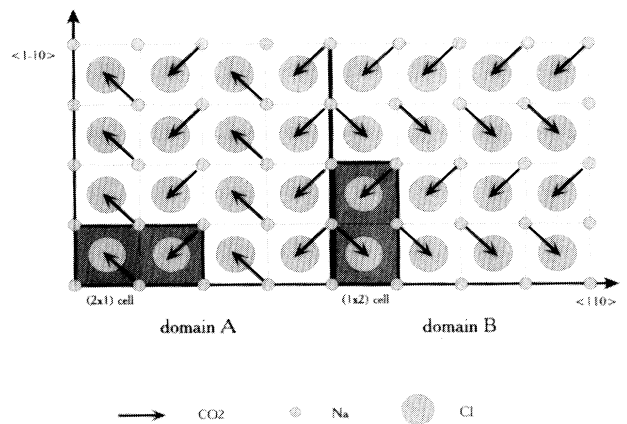 <1-10>
(2x1) cell
(1x2) cell
<110>
domain A
domain B
CO2
Na
Cl